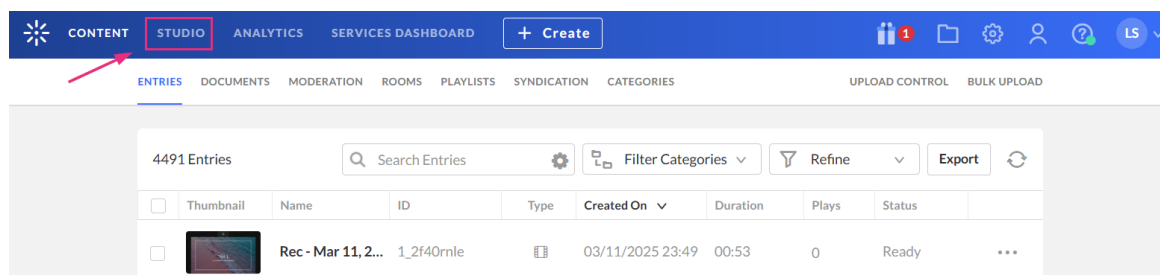 CONTENT STUDIO ANALYTICS SERVICES DASHBOARD + Create 1 LS
ENTRIES DOCUMENTS MODERATION ROOMS PLAYLISTS SYNDICATION CATEGORIES UPLOAD CONTROL BULK UPLOAD
4491 Entries Search Entries Filter Categories Refine Export
Thumbnail Name ID Type Created On Duration Plays Status
Rec - Mar 11, 2... 1_2f40rnle 03/11/2025 23:49 00:53 0 Ready